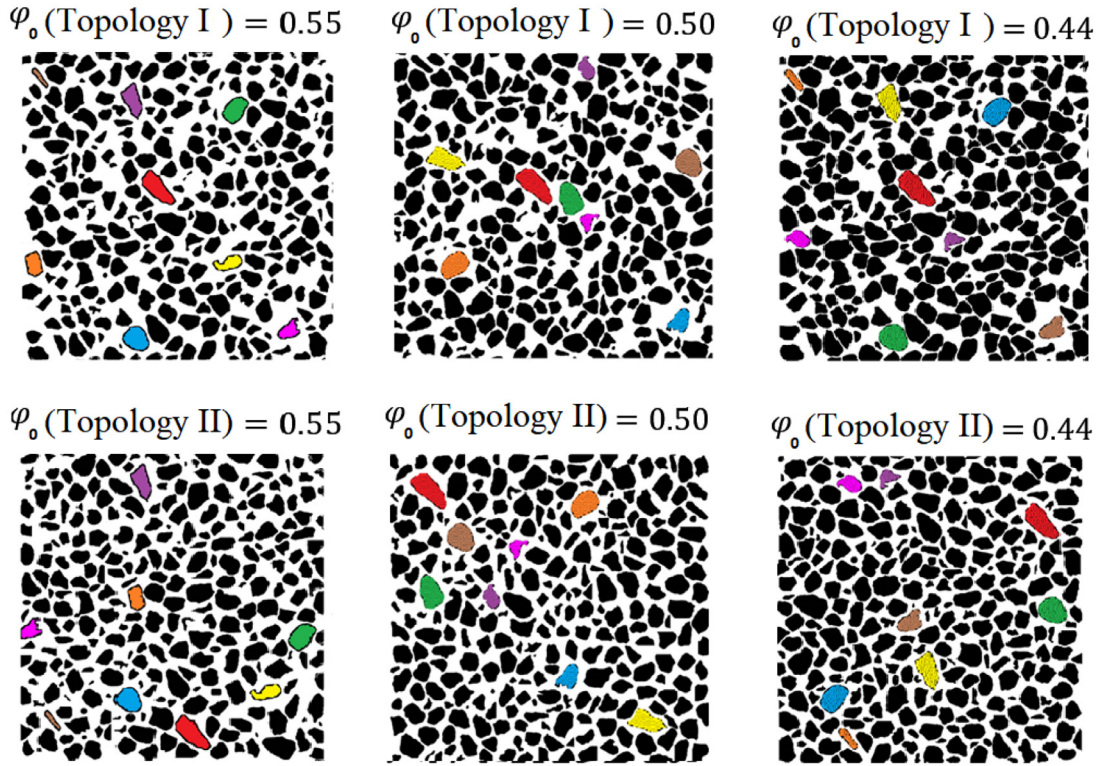 φ₀ (Topology I ) = 0.55
φ₀ (Topology I ) = 0.50
φ₀ (Topology I ) = 0.44
φ₀ (Topology II) = 0.55
φ₀ (Topology II) = 0.50
φ₀ (Topology II) = 0.44